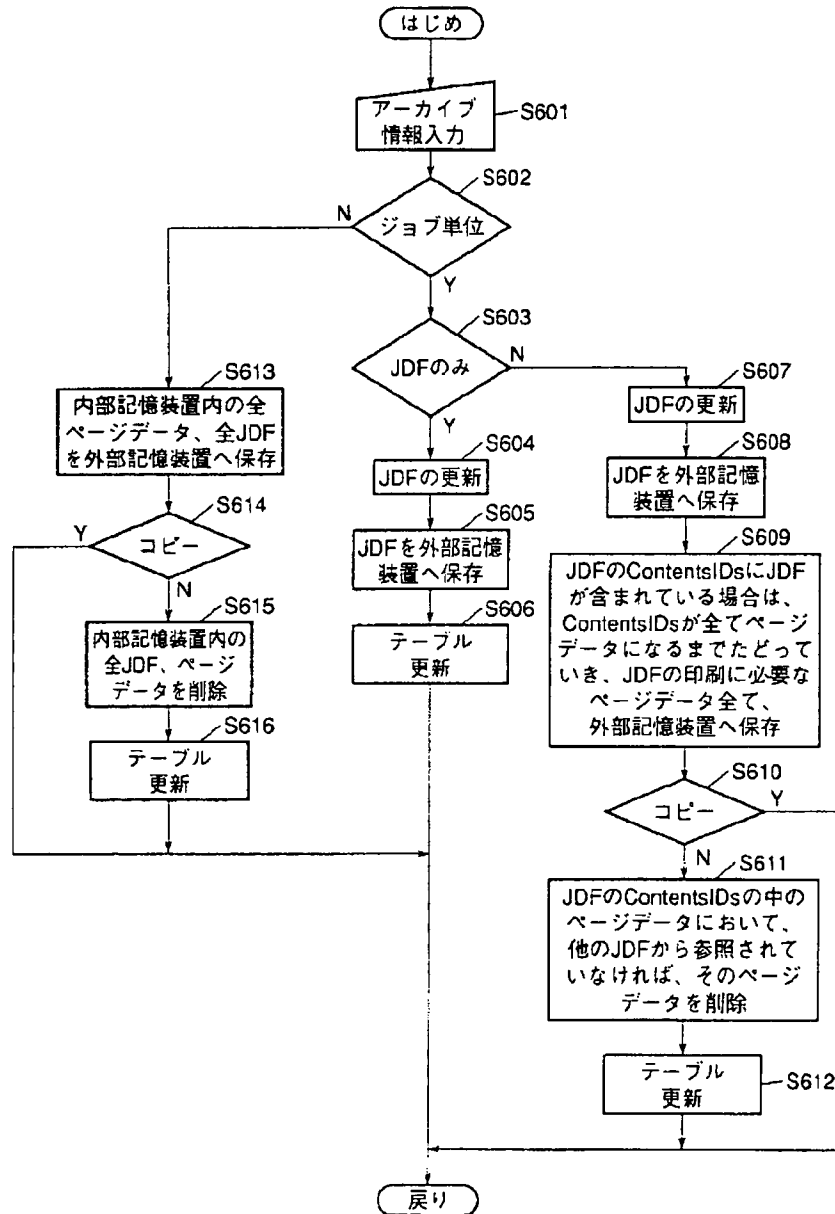 はじめ
アーカイブ
情報入力
S601
S602
ジョブ単位
N
Y
S603
JDFのみ
N
Y
S613
内部記憶装置内の全
ページデータ、全JDF
を外部記憶装置へ保存
S614
コピー
Y
N
S615
内部記憶装置内の
全JDF、ページ
データを削除
S616
テーブル
更新
S604
JDFの更新
S605
JDFを外部記憶
装置へ保存
S606
テーブル
更新
S607
JDFの更新
S608
JDFを外部記憶
装置へ保存
S609
JDFのContentsIDsにJDF
が含まれている場合は、
ContentsIDsが全てページ
データになるまでたどって
いき、JDFの印刷に必要な
ページデータ全て、
外部記憶装置へ保存
S610
コピー
Y
N
S611
JDFのContentsIDsの中の
ページデータにおいて、
他のJDFから参照されて
いなければ、そのページ
データを削除
テーブル
更新
S612
戻り